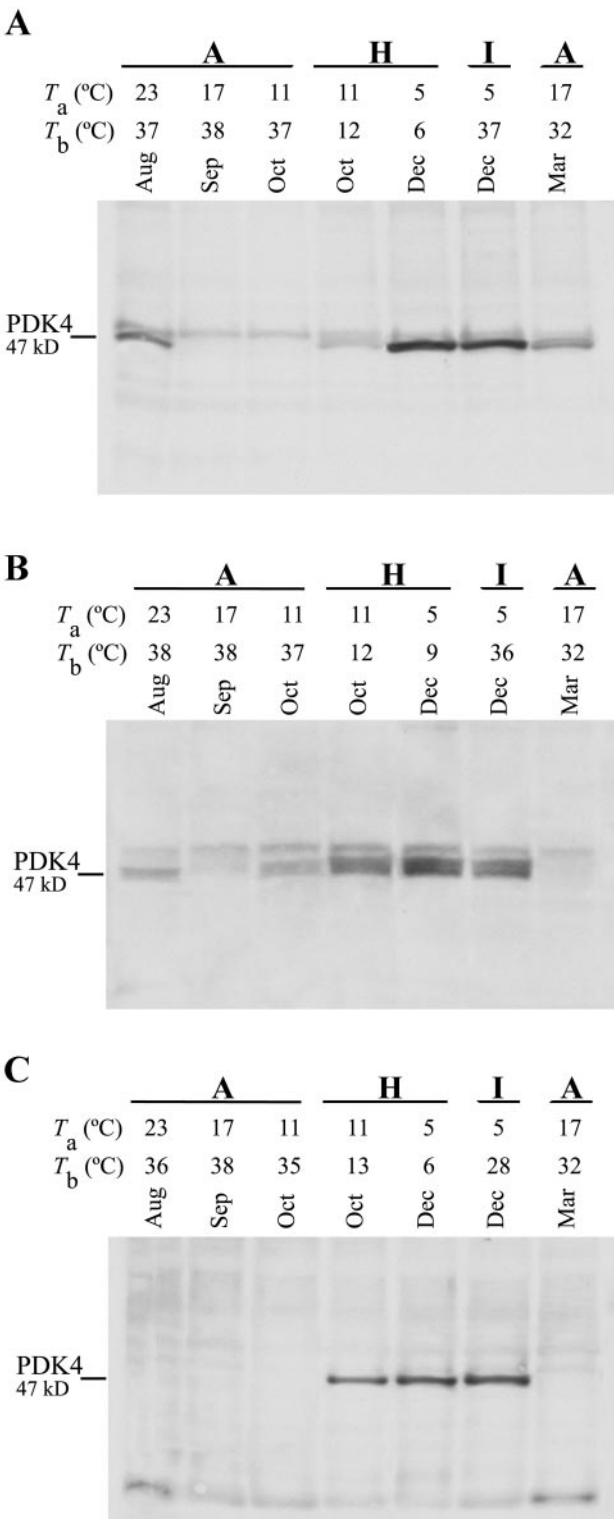 A
A H I A
Ta (ºC) 23 17 11 11 5 5 17
Tb (ºC) 37 38 37 12 6 37 32
Aug Sep Oct Oct Dec Dec Mar
PDK4
47 kD
B
A H I A
Ta (ºC) 23 17 11 11 5 5 17
Tb (ºC) 38 38 37 12 9 36 32
Aug Sep Oct Oct Dec Dec Mar
PDK4
47 kD
C
A H I A
Ta (ºC) 23 17 11 11 5 5 17
Tb (ºC) 36 38 35 13 6 28 32
Aug Sep Oct Oct Dec Dec Mar
PDK4
47 kD